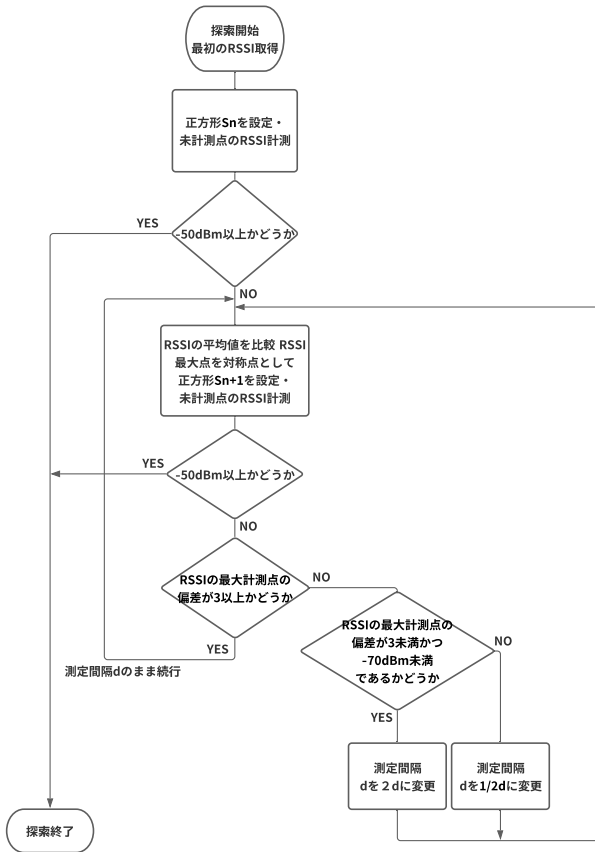 探索開始
最初のRSSI取得
正方形Snを設定・
未計測点のRSSI計測
YES
-50dBm以上かどうか
NO
RSSIの平均値を比較 RSSI
最大点を対称点として
正方形Sn+1を設定・
未計測点のRSSI計測
YES
-50dBm以上かどうか
NO
RSSIの最大計測点の
偏差が3以上かどうか
NO
YES
測定間隔dのまま続行
RSSIの最大計測点の
偏差が3未満かつ
-70dBm未満
であるかどうか
NO
YES
測定間隔
dを２dに変更
測定間隔
dを1/2dに変更
探索終了